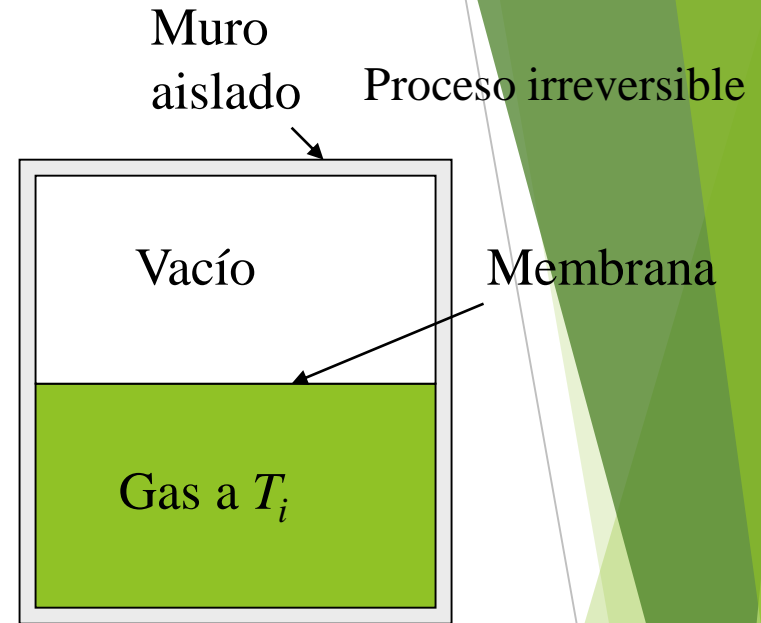 Muro
aislado
Proceso irreversible
Vacío
Membrana
Gas a Ti